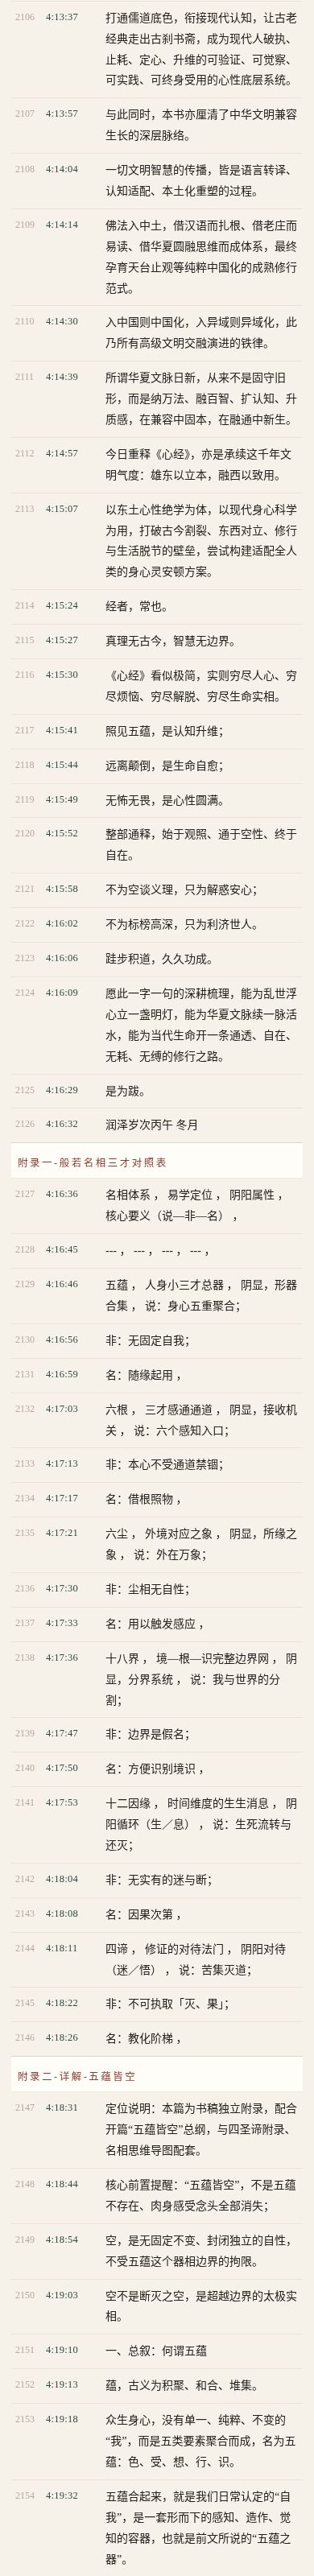 2106 4:13:37 打通儒道底色，衔接现代认知，让古老
经典走出古刹书斋，成为现代人破执、
止耗、定心、升维的可验证、可觉察、
可实践、可终身受用的心性底层系统。
2107 4:13:57 与此同时，本书亦厘清了中华文明兼容
生长的深层脉络。
2108 4:14:04 一切文明智慧的传播，皆是语言转译、
认知适配、本土化重塑的过程。
2109 4:14:14 佛法入中土，借汉语而扎根、借老庄而
易读、借华夏圆融思维而成体系，最终
孕育天台止观等纯粹中国化的成熟修行
范式。
2110 4:14:30 入中国则中国化，入异域则异域化，此
乃所有高级文明交融演进的铁律。
2111 4:14:39 所谓华夏文脉日新，从来不是固守旧
形，而是纳万法、融百智、扩认知、升
质感，在兼容中固本，在融通中新生。
2112 4:14:57 今日重释《心经》，亦是承续这千年文
明气度：雄东以立本，融西以致用。
2113 4:15:07 以东土心性绝学为体，以现代身心科学
为用，打破古今割裂、东西对立、修行
与生活脱节的壁垒，尝试构建适配全人
类的身心灵安顿方案。
2114 4:15:24 经者，常也。
2115 4:15:27 真理无古今，智慧无边界。
2116 4:15:30 《心经》看似极简，实则穷尽人心、穷
尽烦恼、穷尽解脱、穷尽生命实相。
2117 4:15:41 照见五蕴，是认知升维；
2118 4:15:44 远离颠倒，是生命自愈；
2119 4:15:49 无怖无畏，是心性圆满。
2120 4:15:52 整部通释，始于观照、通于空性、终于
自在。
2121 4:15:58 不为空谈义理，只为解惑安心；
2122 4:16:02 不为标榜高深，只为利济世人。
2123 4:16:06 跬步积道，久久功成。
2124 4:16:09 愿此一字一句的深耕梳理，能为乱世浮
心立一盏明灯，能为华夏文脉续一脉活
水，能为当代生命开一条通透、自在、
无耗、无缚的修行之路。
2125 4:16:29 是为跋。
2126 4:16:32 润泽岁次丙午 冬月
附录一-般若名相三才对照表
2127 4:16:36 名相体系 ， 易学定位 ， 阴阳属性 ，
核心要义（说—非—名） ，
2128 4:16:45 --- ， --- ， --- ， --- ，
2129 4:16:46 五蕴 ， 人身小三才总器 ， 阴显，形器
合集 ， 说：身心五重聚合；
2130 4:16:56 非：无固定自我；
2131 4:16:59 名：随缘起用 ，
2132 4:17:03 六根 ， 三才感通通道 ， 阴显，接收机
关 ， 说：六个感知入口；
2133 4:17:13 非：本心不受通道禁锢；
2134 4:17:17 名：借根照物 ，
2135 4:17:21 六尘 ， 外境对应之象 ， 阴显，所缘之
象 ， 说：外在万象；
2136 4:17:30 非：尘相无自性；
2137 4:17:33 名：用以触发感应 ，
2138 4:17:36 十八界 ， 境—根—识完整边界网 ， 阴
显，分界系统 ， 说：我与世界的分
割；
2139 4:17:47 非：边界是假名；
2140 4:17:50 名：方便识别境识 ，
2141 4:17:53 十二因缘 ， 时间维度的生生消息 ， 阴
阳循环（生／息） ， 说：生死流转与
还灭；
2142 4:18:04 非：无实有的迷与断；
2143 4:18:08 名：因果次第 ，
2144 4:18:11 四谛 ， 修证的对待法门 ， 阴阳对待
（迷／悟） ， 说：苦集灭道；
2145 4:18:22 非：不可执取「灭、果」；
2146 4:18:26 名：教化阶梯 ，
附录二-详解-五蕴皆空
2147 4:18:31 定位说明：本篇为书稿独立附录，配合
开篇“五蕴皆空”总纲，与四圣谛附录、
名相思维导图配套。
2148 4:18:44 核心前置提醒：“五蕴皆空”，不是五蕴
不存在、肉身感受念头全部消失；
2149 4:18:54 空，是无固定不变、封闭独立的自性，
不受五蕴这个器相边界的拘限。
2150 4:19:03 空不是断灭之空，是超越边界的太极实
相。
2151 4:19:10 一、总叙：何谓五蕴
2152 4:19:13 蕴，古义为积聚、和合、堆集。
2153 4:19:18 众生身心，没有单一、纯粹、不变的
“我”，而是五类要素聚合而成，名为五
蕴：色、受、想、行、识。
2154 4:19:32 五蕴合起来，就是我们日常认定的“自
我”，是一套形而下的感知、造作、觉
知的容器，也就是前文所说的“五蕴之
器”。